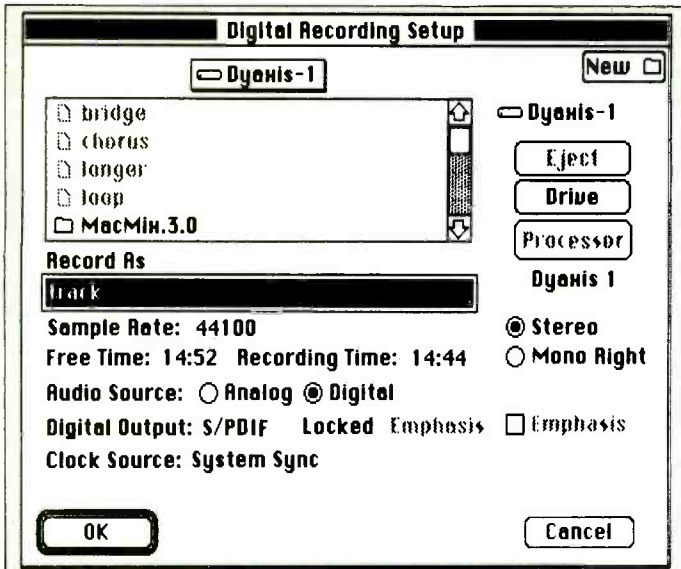 Digital Recording Setup
Dyaxis-1
New
bridge
chorus
longer
loop
MacMix.3.0
Dyaxis-1
Eject
Drive
Processor
Dyaxis 1
Record As
track
Sample Rate: 44100
Stereo
Free Time: 14:52 Recording Time: 14:44
Mono Right
Audio Source: Analog Digital
Digital Output: S/PDIF Locked Emphasis Emphasis
Clock Source: System Sync
OK
Cancel